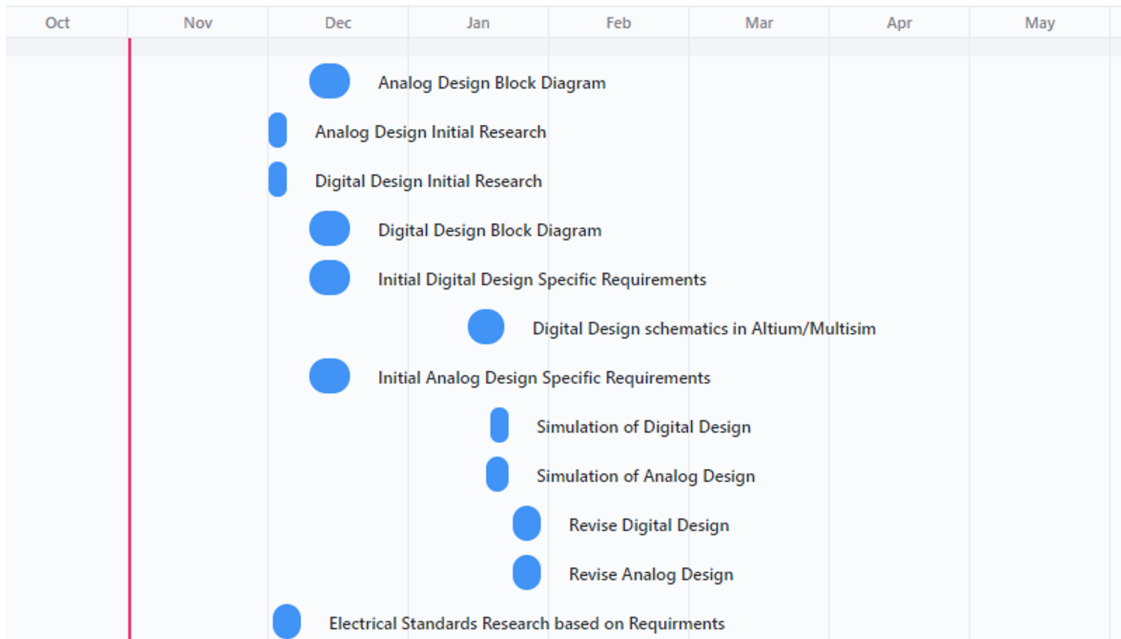 Oct Nov Dec Jan Feb Mar Apr May
Analog Design Block Diagram
Analog Design Initial Research
Digital Design Initial Research
Digital Design Block Diagram
Initial Digital Design Specific Requirements
Digital Design schematics in Altium/Multisim
Initial Analog Design Specific Requirements
Simulation of Digital Design
Simulation of Analog Design
Revise Digital Design
Revise Analog Design
Electrical Standards Research based on Requirments